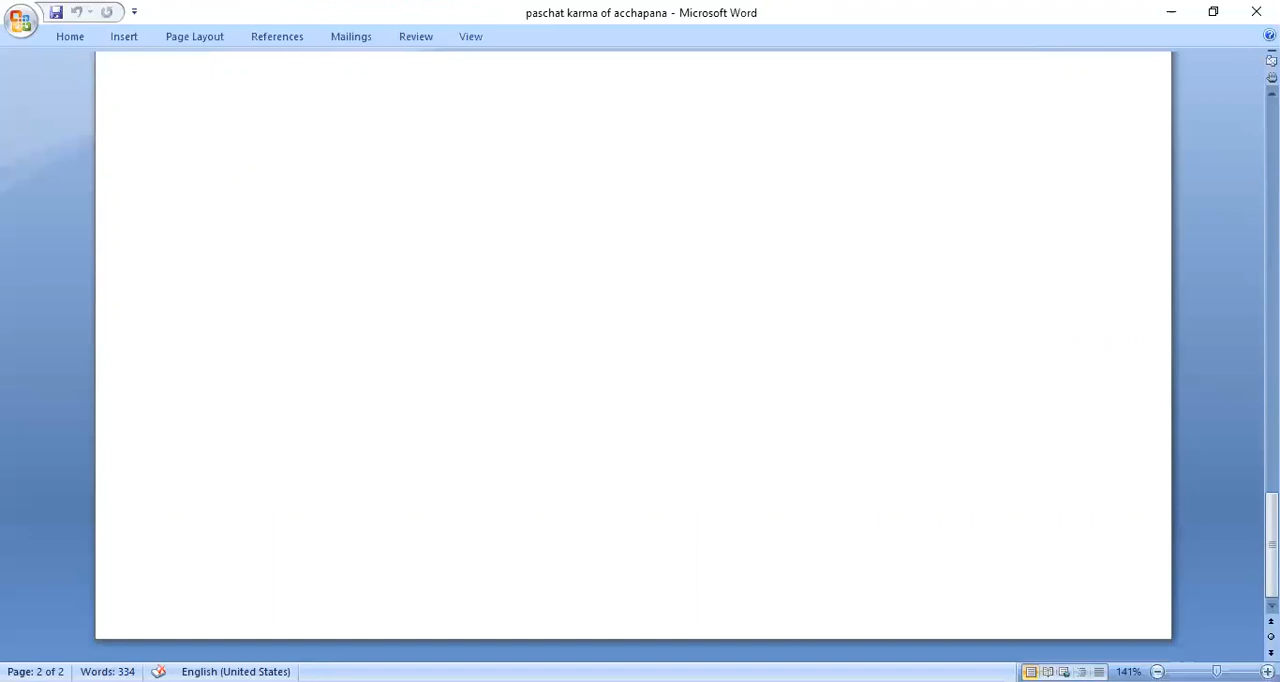 paschat karma of acchapana - Microsoft Word
Home Insert Page Layout References Mailings Review View
Page: 2 of 2 Words: 334 English (United States) 141%